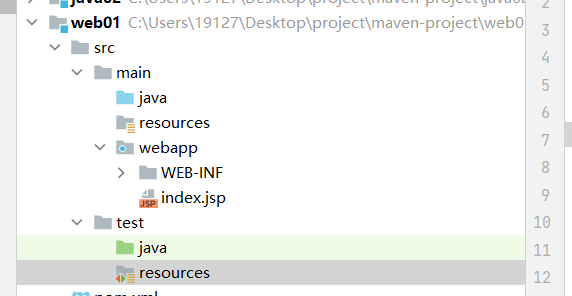 java02 C:\Users\19127\Desktop\project\maven-project\java02
2
web01 C:\Users\19127\Desktop\project\maven-project\web0
3
src
4
main
5
java
resources
6
webapp
7
WEB-INF
8
index.jsp
9
test
10
java
11
resources
12
pom.xml